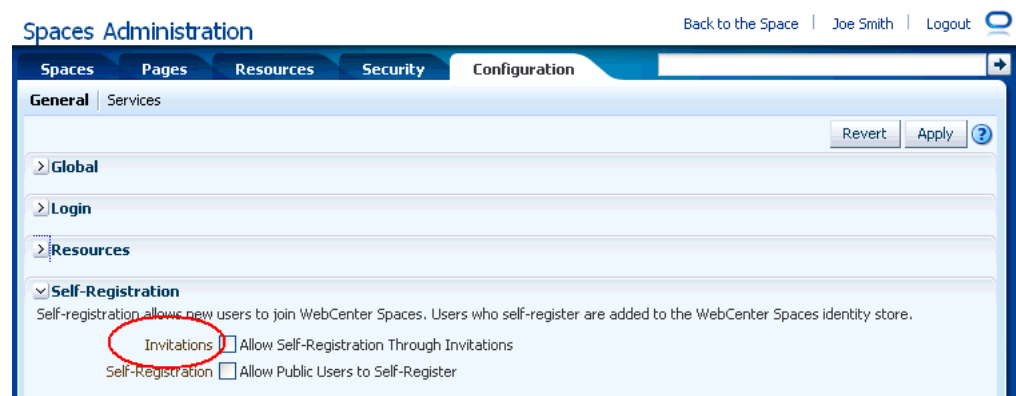 Spaces Administration
Back to the Space | Joe Smith | Logout
Spaces Pages Resources Security Configuration
General | Services
Revert Apply ?
Global
Login
Resources
Self-Registration
Self-registration allows new users to join WebCenter Spaces. Users who self-register are added to the WebCenter Spaces identity store.
Invitations Allow Self-Registration Through Invitations
Self-Registration Allow Public Users to Self-Register